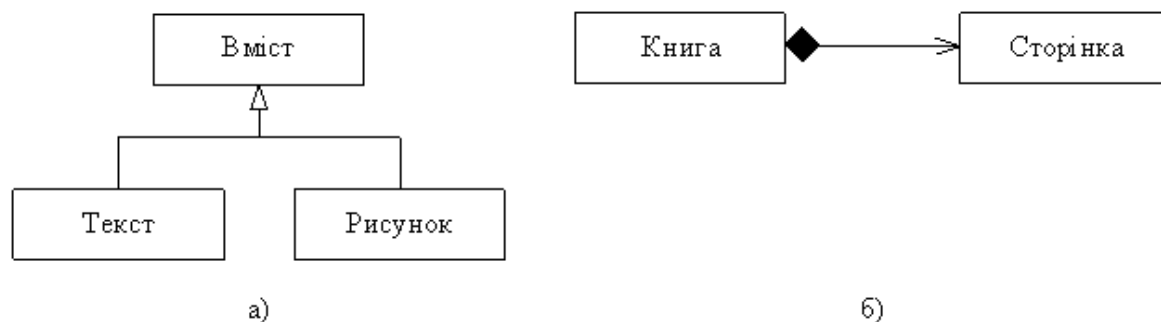 Вміст
Книга
Сторінка
Текст
Рисунок
а)
б)